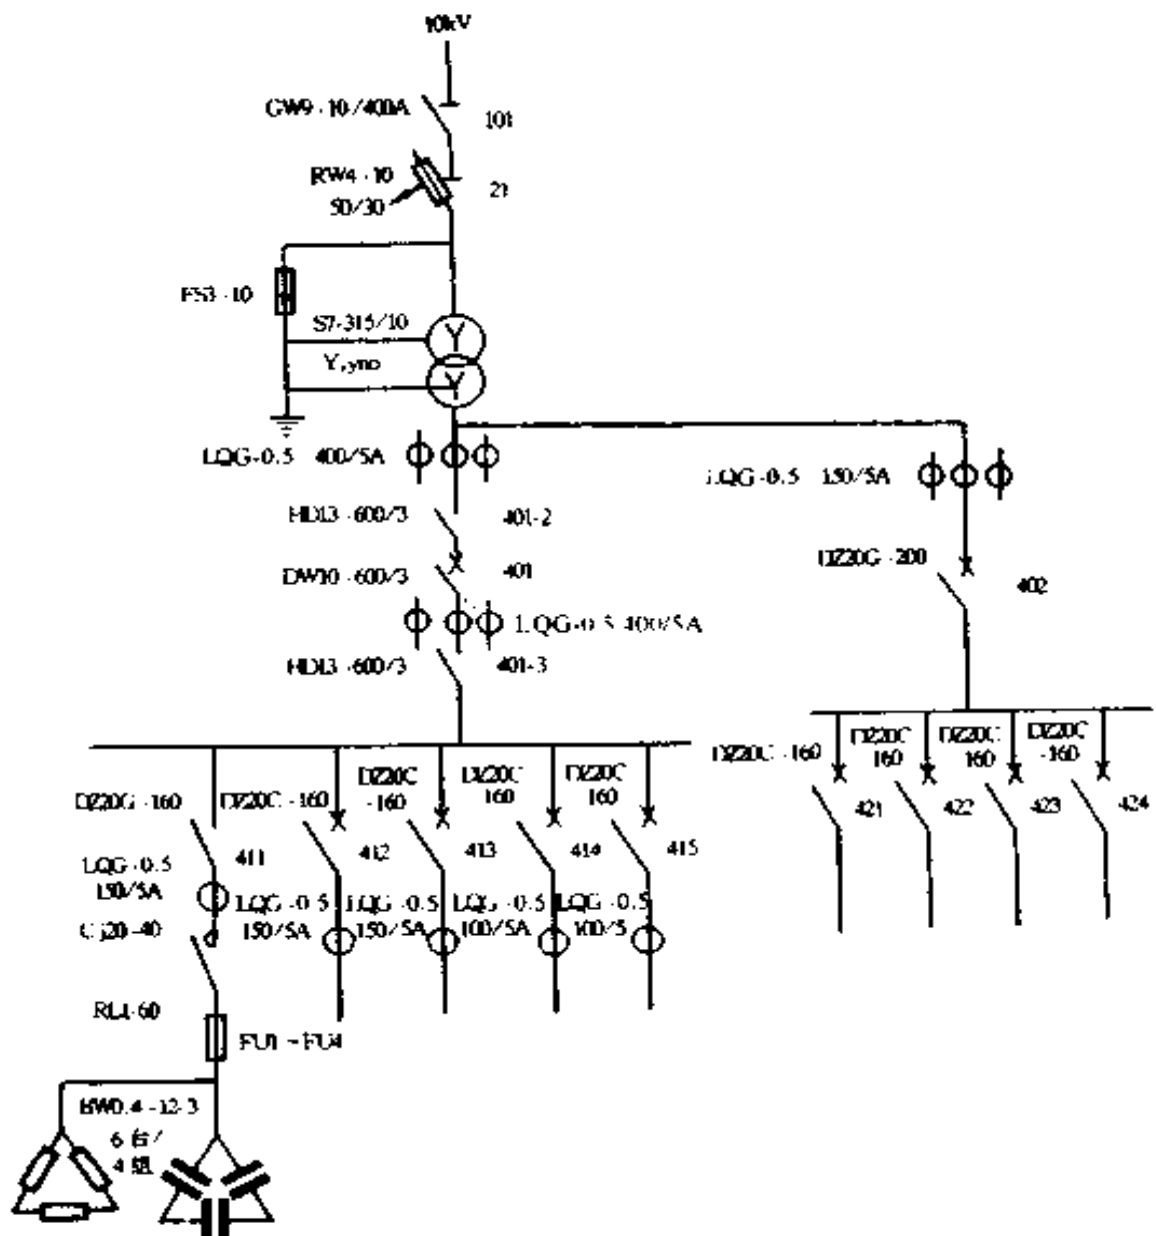 10kV
GW9-10/400A
101
RW4-10
50/30
21
FS3-10
S7-315/10
Y,yno
Y
Y
LQG-0.5 400/5A
LQG-0.5 150/5A
HD13-600/3
401-2
DZ20G-200
402
DW10-600/3
401
LQG-0.5 400/5A
HD13-600/3
401-3
DZ20C-160
DZ20C
160
DZ20C
160
DZ20C
-160
421
422
423
424
DZ20G-160
DZ20C-160
DZ20C
-160
DZ20C
160
DZ20C
160
411
412
413
414
415
LQG-0.5
150/5A
LQG-0.5
150/5A
LQG-0.5
150/5A
LQG-0.5
100/5A
LQG-0.5
100/5
CJ20-40
RL1-60
FU1~FU4
BW0.4-12-3
6台/
4组